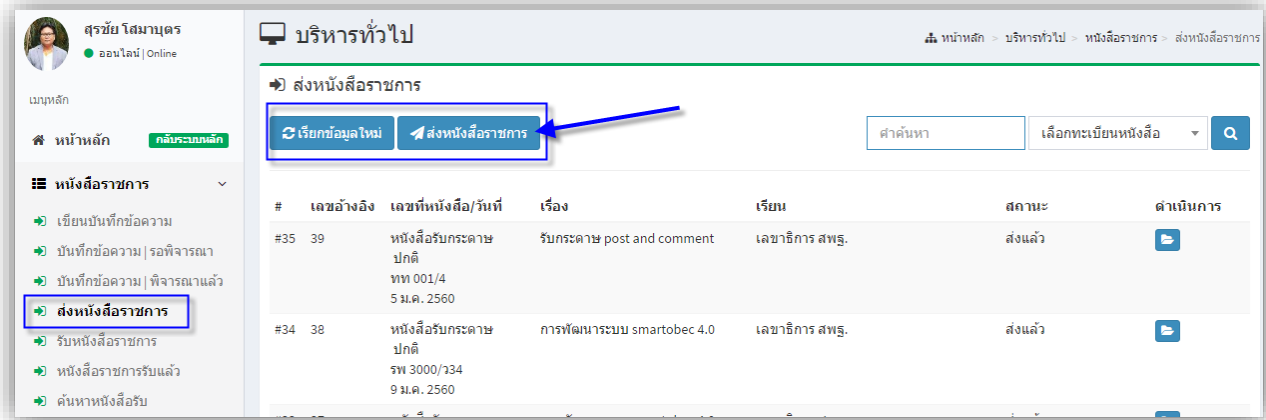 สุรชัย โสมาบุตร
ออนไลน์ | Online
เมนูหลัก
หน้าหลัก กลับระบบหลัก
หนังสือราชการ
เขียนบันทึกข้อความ
บันทึกข้อความ | รอพิจารณา
บันทึกข้อความ | พิจารณาแล้ว
ส่งหนังสือราชการ
รับหนังสือราชการ
หนังสือราชการรับแล้ว
ค้นหาหนังสือรับ
บริหารทั่วไป
หน้าหลัก > บริหารทั่วไป > หนังสือราชการ > ส่งหนังสือราชการ
ส่งหนังสือราชการ
เรียกข้อมูลใหม่ ส่งหนังสือราชการ คำค้นหา เลือกทะเบียนหนังสือ
# เลขอ้างอิง เลขที่หนังสือ/วันที่ เรื่อง เรียน สถานะ ดำเนินการ
#35 39 หนังสือรับกระดาษ รับกระดาษ post and comment เลขาธิการ สพฐ. ส่งแล้ว
ปกติ
ทท 001/4
5 ม.ค. 2560
#34 38 หนังสือรับกระดาษ การพัฒนาระบบ smartobec 4.0 เลขาธิการ สพฐ. ส่งแล้ว
ปกติ
รพ 3000/ว34
9 ม.ค. 2560